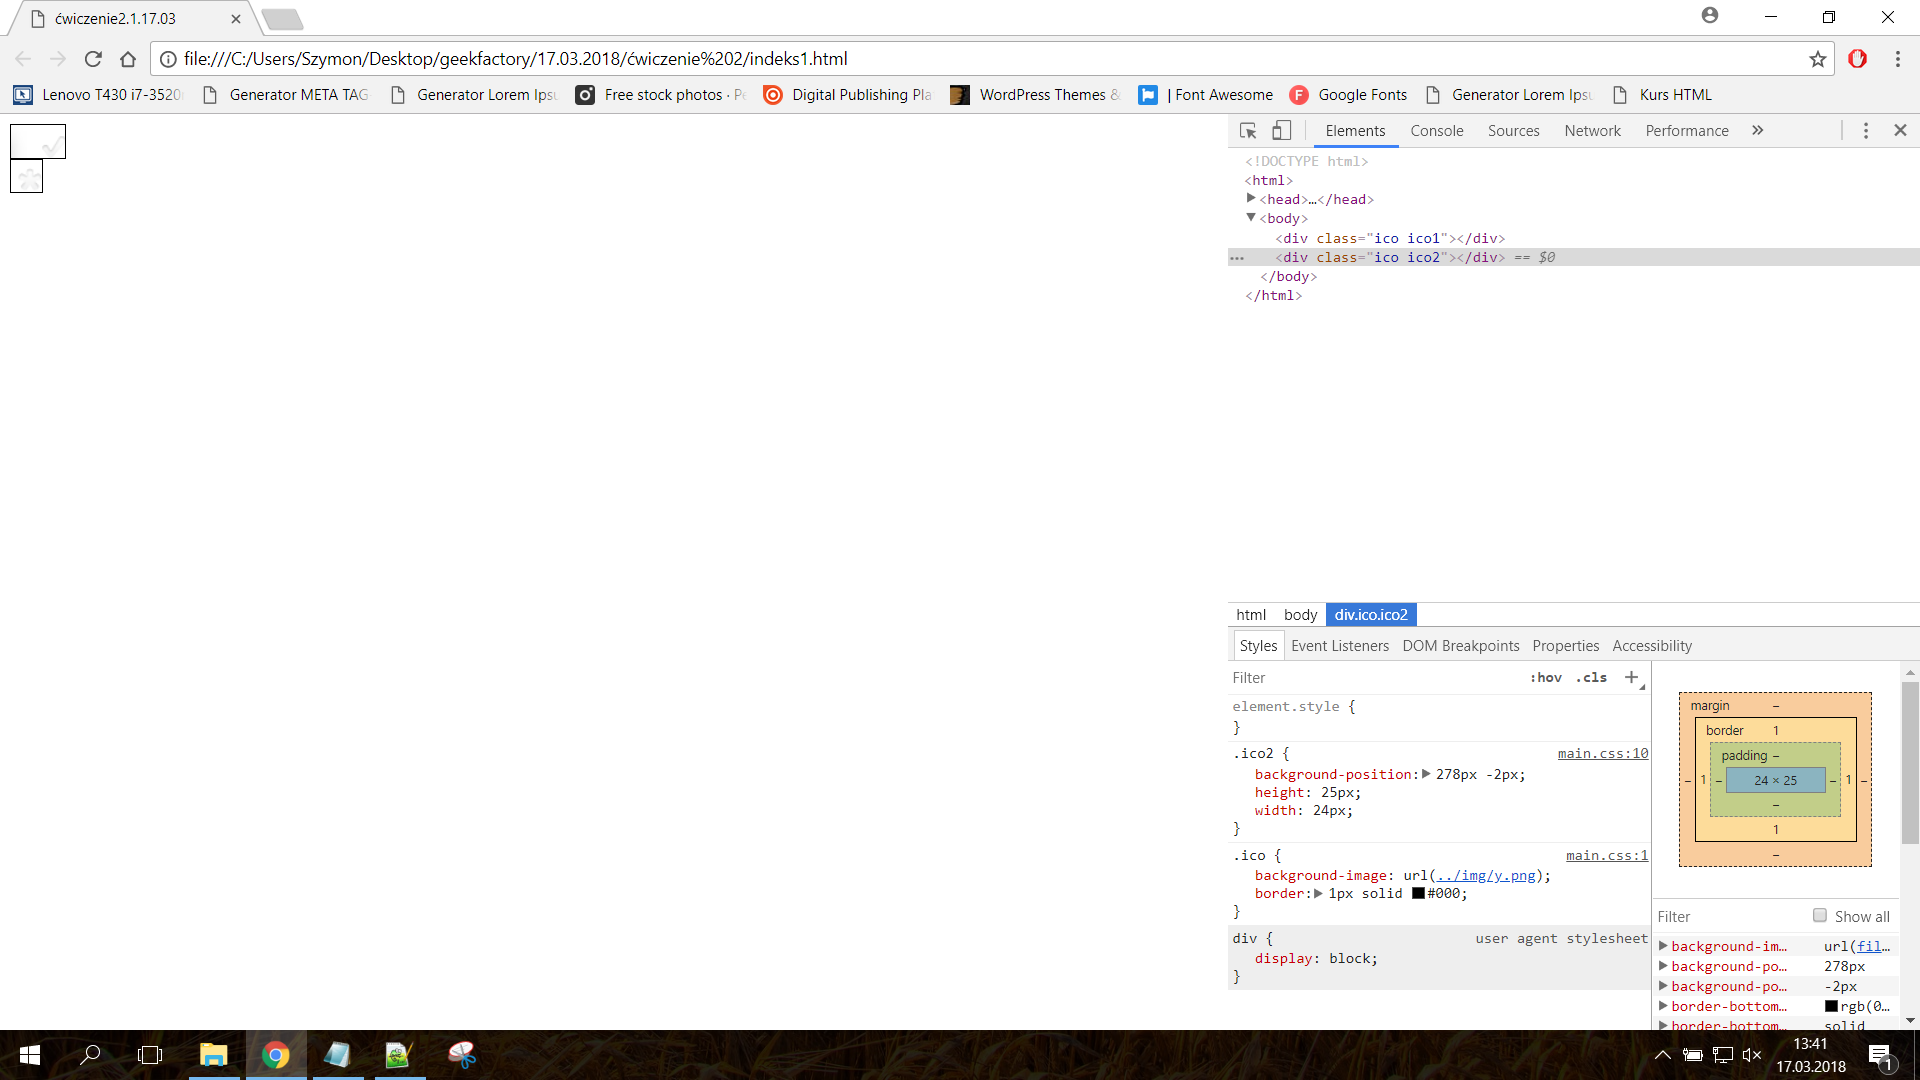 ćwiczenie2.1.17.03
file:///C:/Users/Szymon/Desktop/geekfactory/17.03.2018/ćwiczenie%202/indeks1.html
Lenovo T430 i7-3520 Generator META TAG Generator Lorem Ips Free stock photos · Pe Digital Publishing Pla WordPress Themes & | Font Awesome Google Fonts Generator Lorem Ips Kurs HTML
Elements Console Sources Network Performance »
<!DOCTYPE html>
<html>
<head>…</head>
<body>
<div class="ico ico1"></div>
... <div class="ico ico2"></div> == $0
</body>
</html>
html body div.ico.ico2
Styles Event Listeners DOM Breakpoints Properties Accessibility
Filter :hov .cls +
element.style {
}
.ico2 { main.css:10
background-position: 278px -2px;
height: 25px;
width: 24px;
}
.ico { main.css:1
background-image: url(../img/y.png);
border: 1px solid #000;
}
div { user agent stylesheet
display: block;
}
margin –
border 1
padding –
– 1 – 24 × 25 – 1 –
–
1
–
Filter Show all
background-im… url(fil…
background-po… 278px
background-po… -2px
border-bottom… rgb(0…
border-bottom… solid
13:41
17.03.2018
1